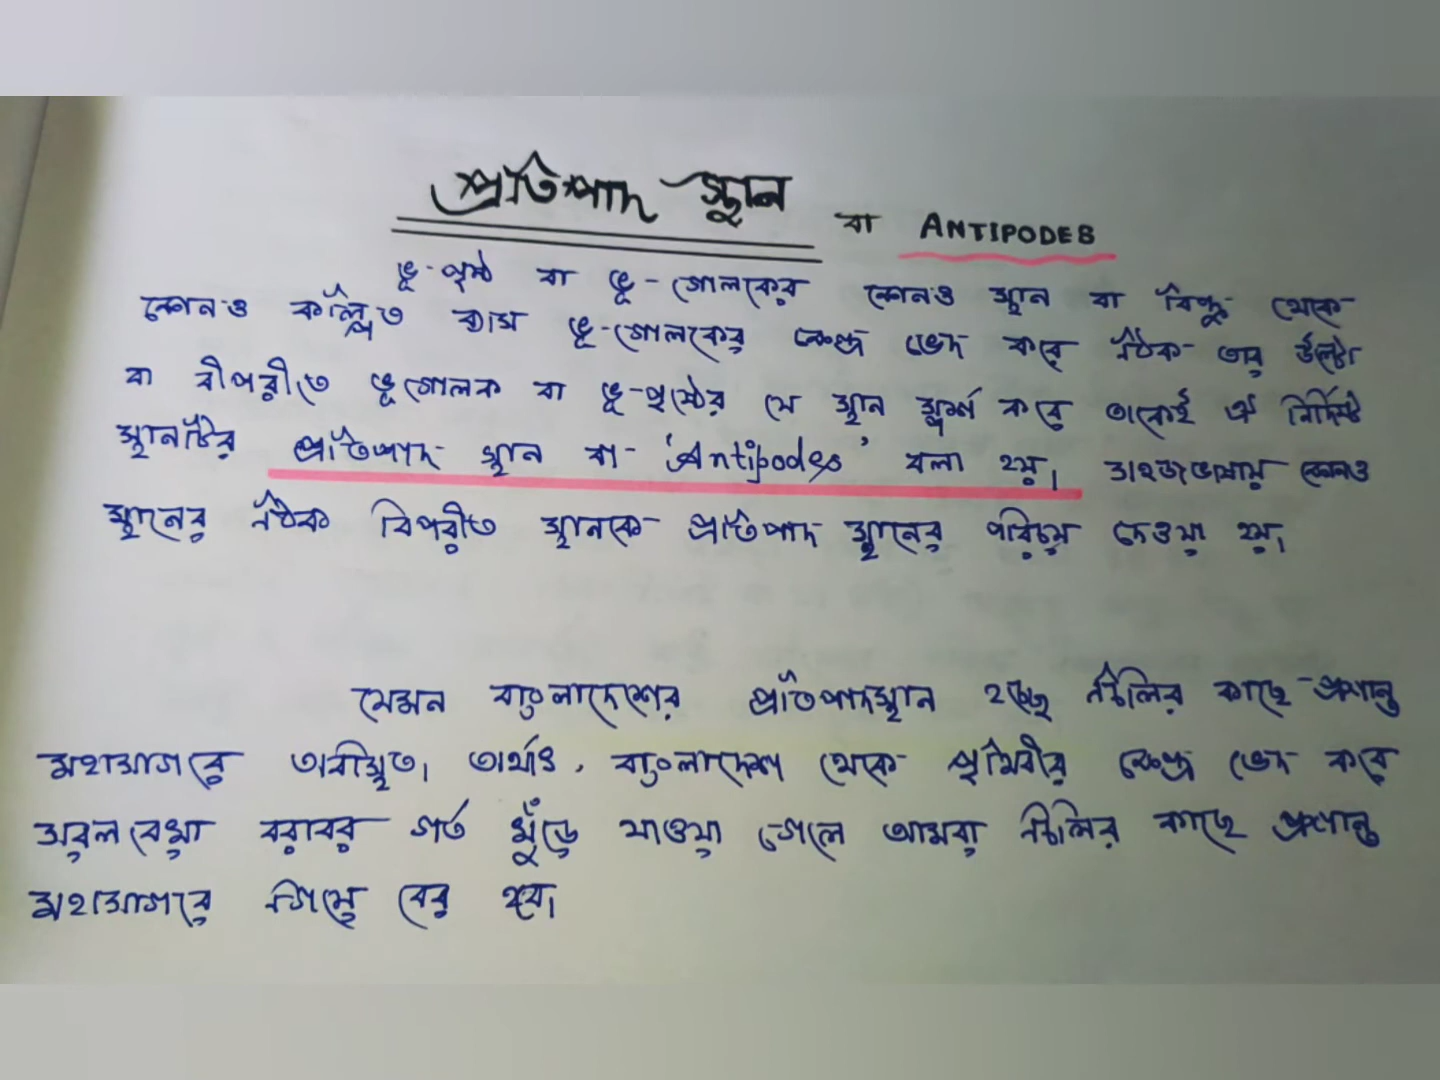 প্রতিপাদ স্থান বা ANTIPODES
ভূ-পৃষ্ঠ বা ভূ-গোলকের কোনও স্থান বা বিন্দু থেকে
কোনও কল্পিত ব্যাস ভূ-গোলকের কেন্দ্র ভেদ করে ঠিক তার উল্টো
বা বীপরীতে ভূগোলক বা ভূ-পৃষ্ঠের যে স্থান স্পর্শ করে তাকেই ঐ নির্দিষ্ট
স্থানটির প্রতিপাদ স্থান বা 'Antipodes' বলা হয়। সহজভাষায় কোনও
স্থানের ঠিক বিপরীত স্থানকে প্রতিপাদ স্থানের পরিচয় দেওয়া হয়।
যেমন বাংলাদেশের প্রতিপাদস্থান হচ্ছে চিলির কাছে প্রশান্ত
মহাসাগরে অবীস্থৃত। অর্থাৎ, বাংলাদেশ থেকে পৃথিবীর কেন্দ্র ভেদ করে
সরলরেখা বরাবর গর্ত খুঁড়ে যাওয়া গেলে আমরা চিলির কাছে প্রশান্ত
মহাসাগরে গিয়ে বের হব।